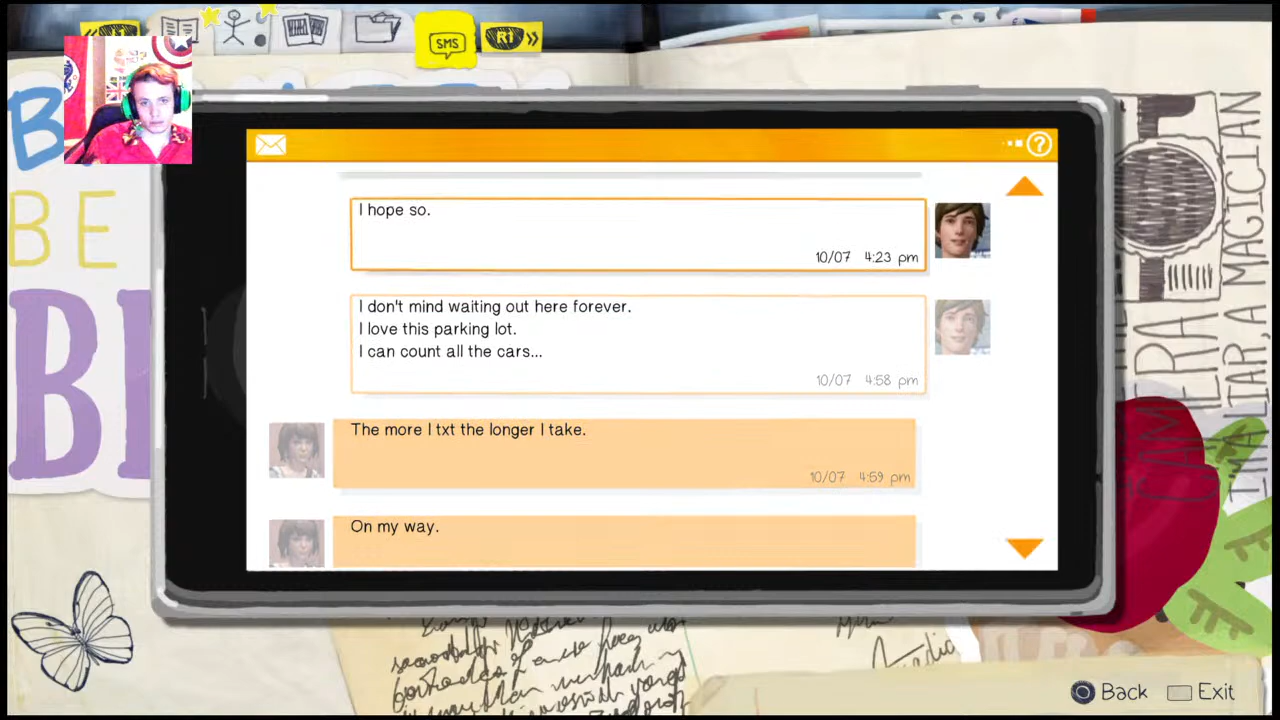 SMS
R1
I hope so.
10/07 4:23 pm
I don't mind waiting out here forever.
I love this parking lot.
I can count all the cars...
10/07 4:58 pm
The more I txt the longer I take.
10/07 4:59 pm
On my way.
BE
CAMERA
I'M A LIAR, A MAGICIAN
Back
Exit